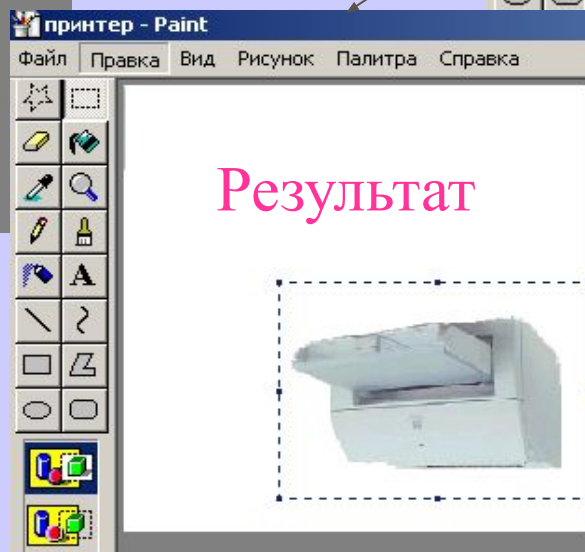 принтер - Paint
Файл Правка Вид Рисунок Палитра Справка
A
Результат